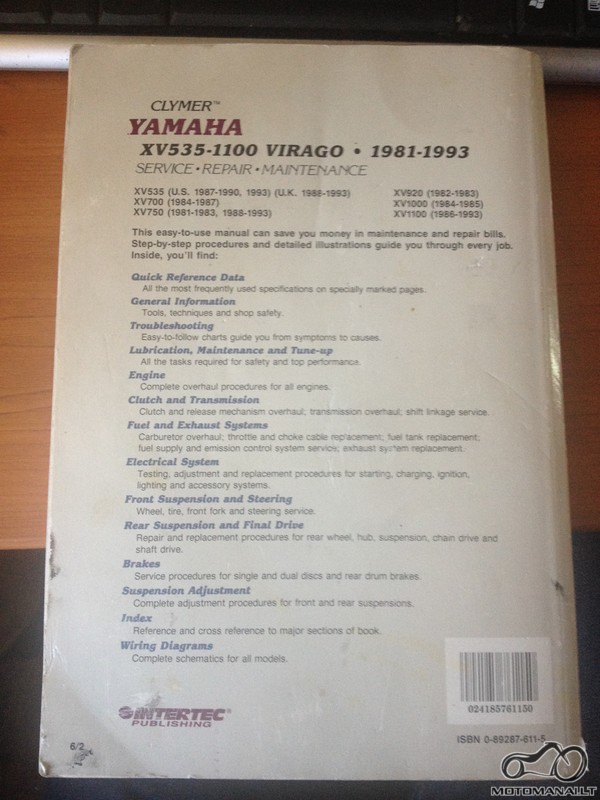 CLYMER™
YAMAHA
XV535-1100 VIRAGO • 1981-1993
SERVICE • REPAIR • MAINTENANCE
XV535 (U.S. 1987-1990, 1993) (U.K. 1988-1993)
XV700 (1984-1987)
XV750 (1981-1983, 1988-1993)
XV920 (1982-1983)
XV1000 (1984-1985)
XV1100 (1986-1993)
This easy-to-use manual can save you money in maintenance and repair bills.
Step-by-step procedures and detailed illustrations guide you through every job.
Inside, you'll find:
Quick Reference Data
All the most frequently used specifications on specially marked pages.
General Information
Tools, techniques and shop safety.
Troubleshooting
Easy-to-follow charts guide you from symptoms to causes.
Lubrication, Maintenance and Tune-up
All the tasks required for safety and top performance.
Engine
Complete overhaul procedures for all engines.
Clutch and Transmission
Clutch and release mechanism overhaul; transmission overhaul; shift linkage service.
Fuel and Exhaust Systems
Carburetor overhaul; throttle and choke cable replacement; fuel tank replacement;
fuel supply and emission control system service; exhaust system replacement.
Electrical System
Testing, adjustment and replacement procedures for starting, charging, ignition,
lighting and accessory systems.
Front Suspension and Steering
Wheel, tire, front fork and steering service.
Rear Suspension and Final Drive
Repair and replacement procedures for rear wheel, hub, suspension, chain drive and
shaft drive.
Brakes
Service procedures for single and dual discs and rear drum brakes.
Suspension Adjustment
Complete adjustment procedures for front and rear suspensions.
Index
Reference and cross reference to major sections of book.
Wiring Diagrams
Complete schematics for all models.
024185761150
INTERTEC®
PUBLISHING
ISBN 0-89287-611-5
6/2
MOTOMANAI.LT